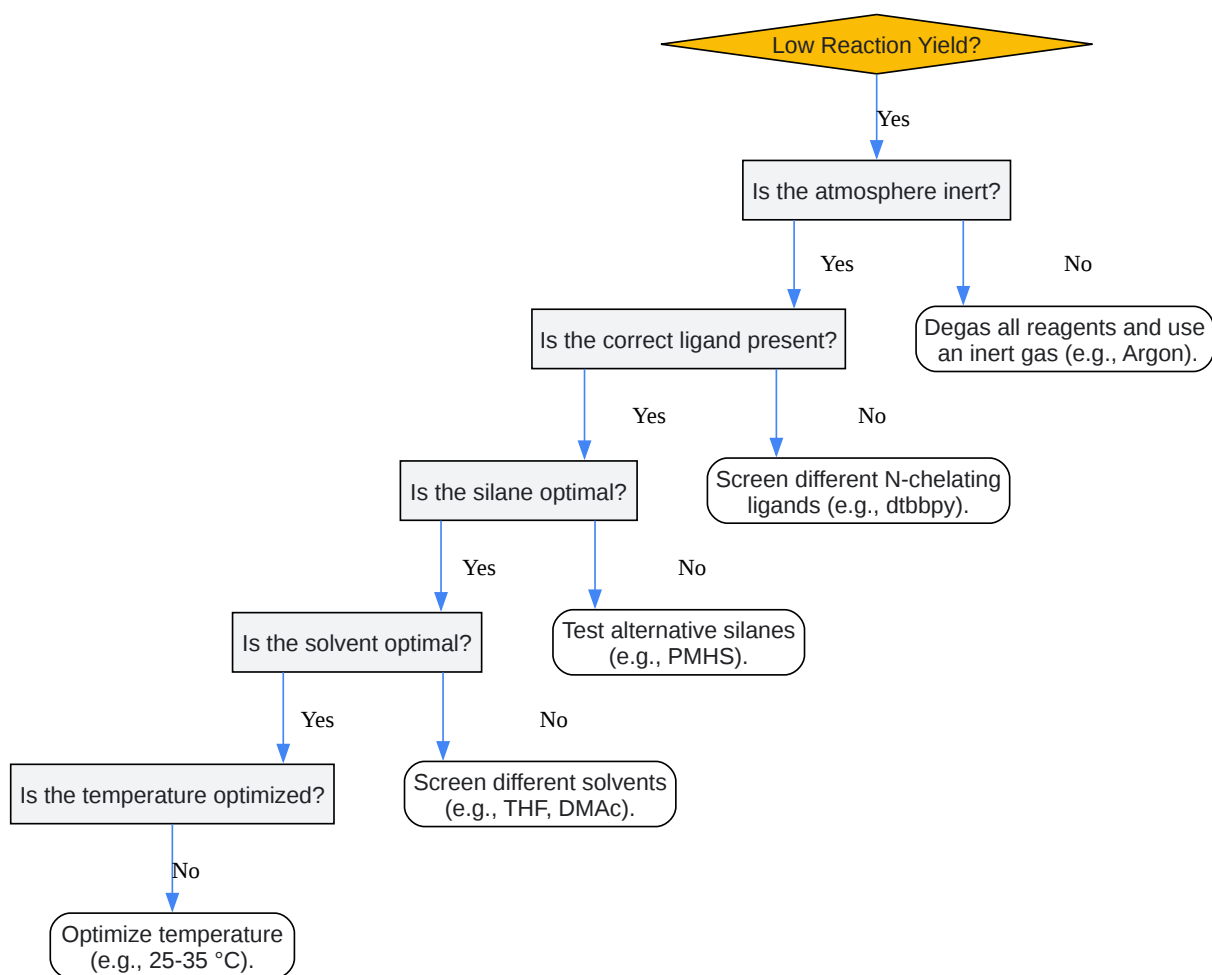 Low Reaction Yield?
Yes
Is the atmosphere inert?
Yes
No
Is the correct ligand present?
Degas all reagents and use
an inert gas (e.g., Argon).
Yes
No
Is the silane optimal?
Screen different N-chelating
ligands (e.g., dtbbpy).
Yes
No
Is the solvent optimal?
Test alternative silanes
(e.g., PMHS).
Yes
No
Is the temperature optimized?
Screen different solvents
(e.g., THF, DMAc).
No
Optimize temperature
(e.g., 25-35 °C).